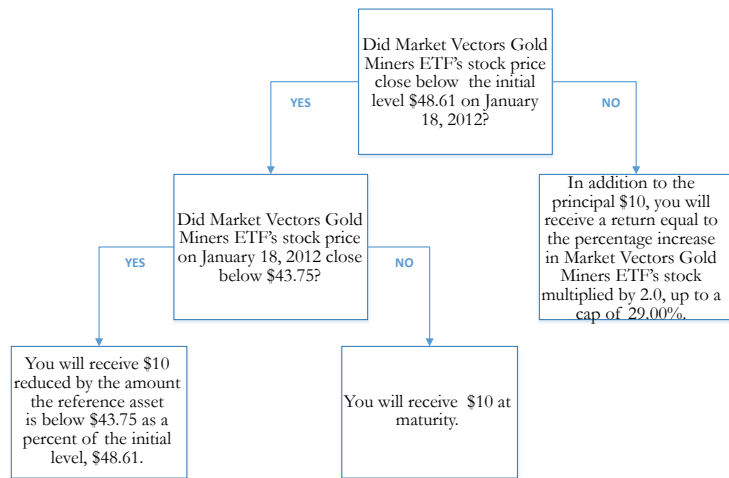 Did Market Vectors Gold
Miners ETF's stock price
close below the initial
level $48.61 on January
18, 2012?
YES
NO
Did Market Vectors Gold
Miners ETF's stock price
on January 18, 2012 close
below $43.75?
In addition to the
principal $10, you will
receive a return equal to
the percentage increase
in Market Vectors Gold
Miners ETF's stock
multiplied by 2.0, up to a
cap of 29.00%.
YES
NO
You will receive $10
reduced by the amount
the reference asset
is below $43.75 as a
percent of the initial
level, $48.61.
You will receive $10 at
maturity.